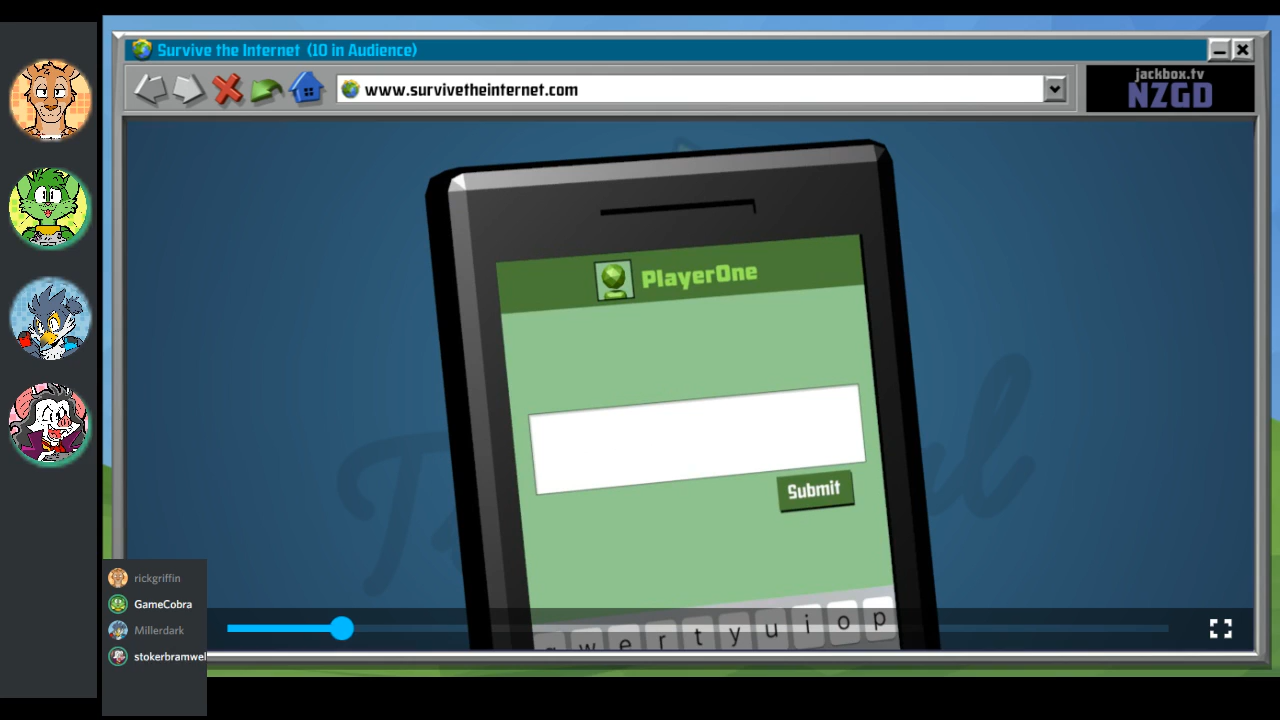 Survive the Internet (10 in Audience)
www.survivetheinternet.com
jackbox.tv
NZGD
PlayerOne
Submit
q w e r t y u i o p
rickgriffin
GameCobra
Millerdark
stokerbramwel